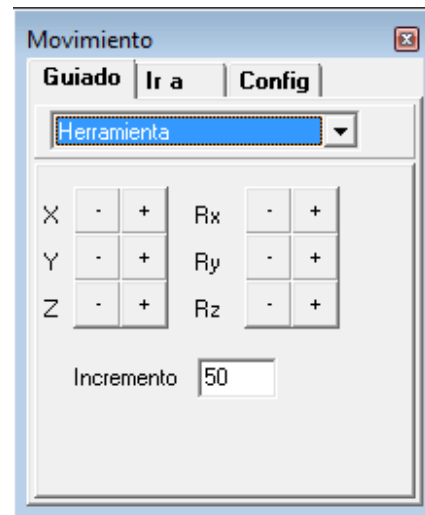 Movimiento
Guiado Ir a Config
Herramienta
X - + Rx - +
Y - + Ry - +
Z - + Rz - +
Incremento 50